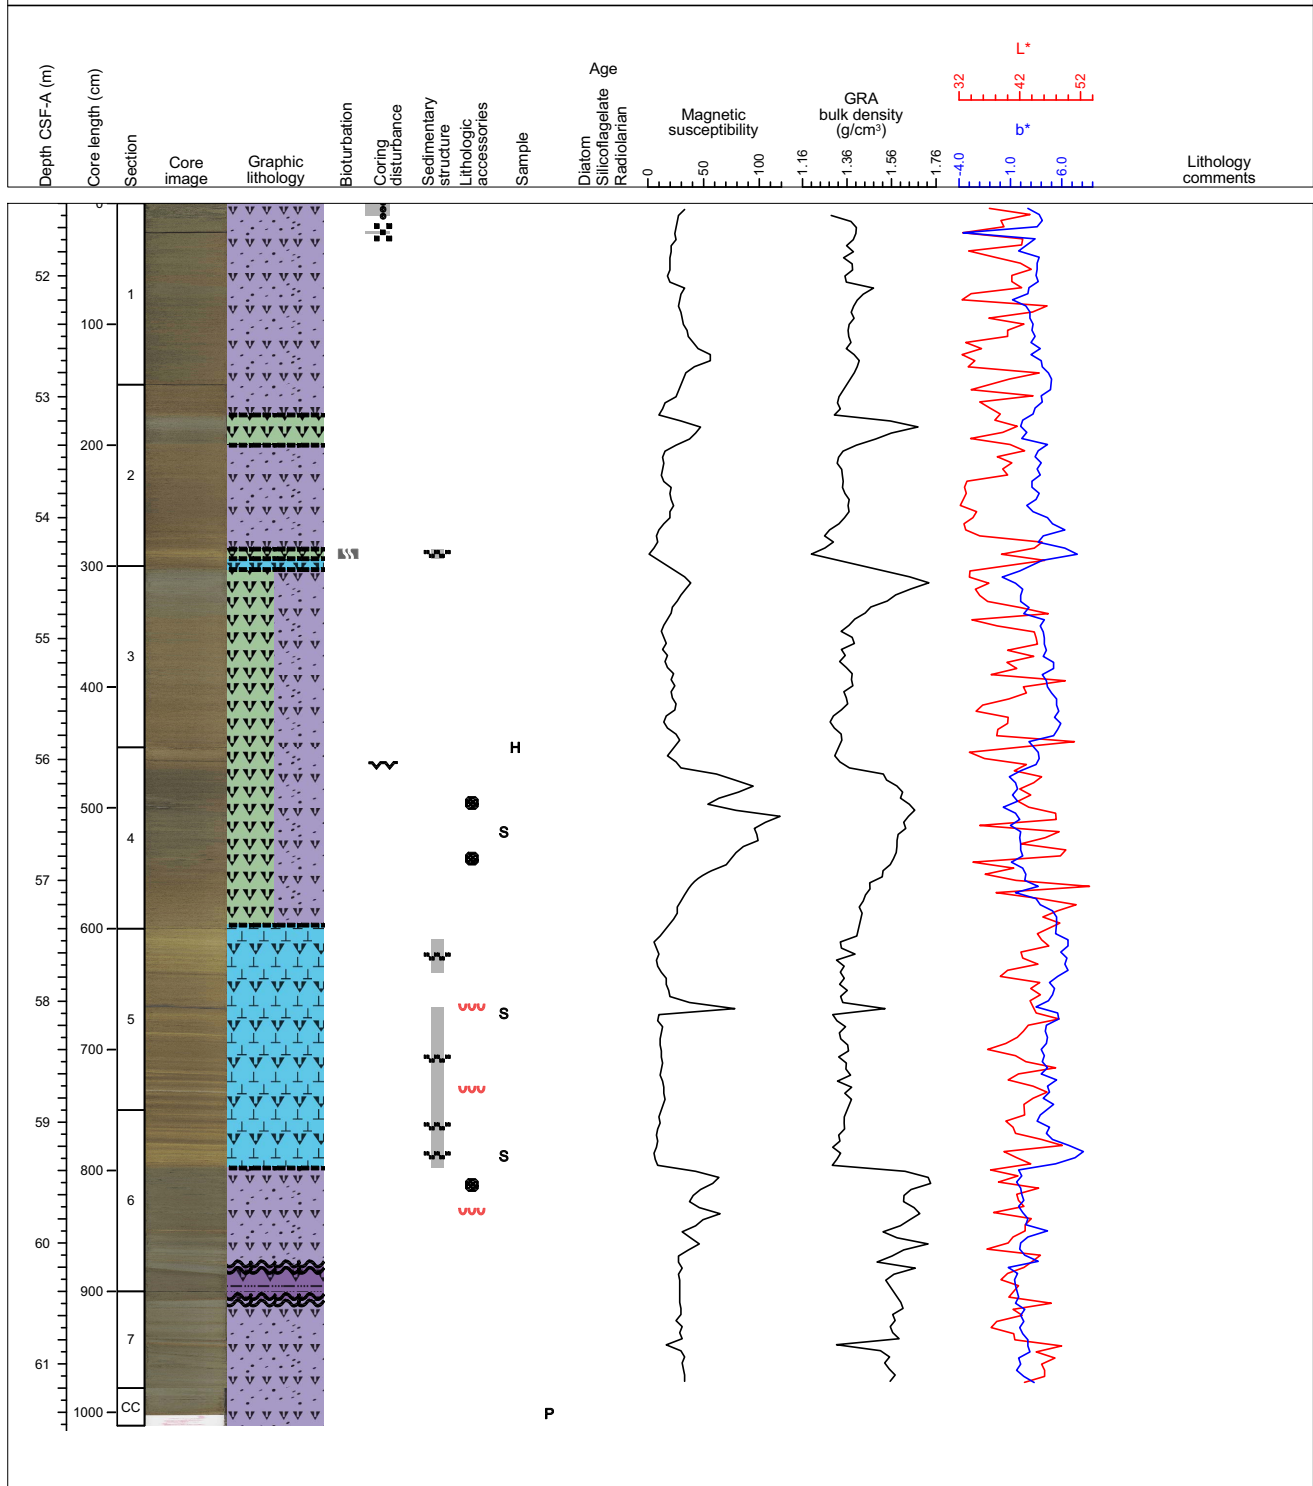 Depth CSF-A (m)
Core length (cm)
Section
Core
image
Graphic
lithology
Bioturbation
Coring
disturbance
Sedimentary
structure
Lithologic
accessories
Sample
Age
Diatom
Silicoflagelate
Radiolarian
Magnetic
susceptibility
0 50 100
GRA
bulk density
(g/cm³)
1.16 1.36 1.56 1.76
L*
32 42 52
b*
-4.0 1.0 6.0
Lithology
comments
0
52
1
100
53
200
2
54
300
55
3
400
H
56
500
S
4
57
600
58
S
5
700
59
S
800
6
60
900
7
61
CC
1000
P